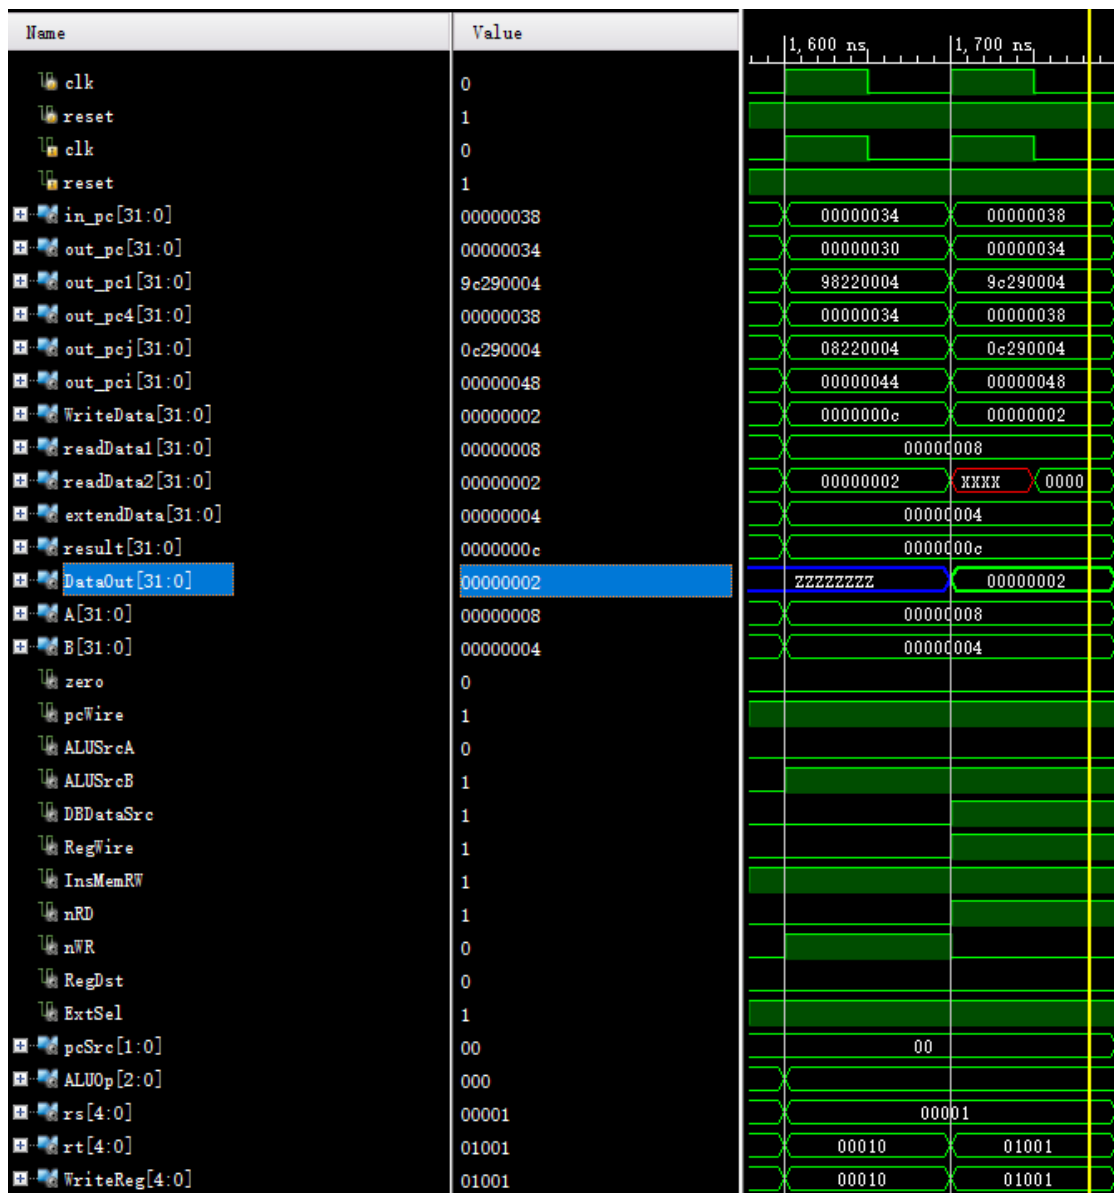 Name Value 1,600 ns 1,700 ns
clk 0
reset 1
clk 0
reset 1
in_pc[31:0] 00000038 00000034 00000038
out_pc[31:0] 00000034 00000030 00000034
out_pc1[31:0] 9c290004 98220004 9c290004
out_pc4[31:0] 00000038 00000034 00000038
out_pcj[31:0] 0c290004 08220004 0c290004
out_pci[31:0] 00000048 00000044 00000048
WriteData[31:0] 00000002 0000000c 00000002
readData1[31:0] 00000008 00000008
readData2[31:0] 00000002 00000002 XXXX 0000
extendData[31:0] 00000004 00000004
result[31:0] 0000000c 0000000c
DataOut[31:0] 00000002 ZZZZZZZZ 00000002
A[31:0] 00000008 00000008
B[31:0] 00000004 00000004
zero 0
pcWire 1
ALUSrcA 0
ALUSrcB 1
DBDataSrc 1
RegWire 1
InsMemRW 1
nRD 1
nWR 0
RegDst 0
ExtSel 1
pcSrc[1:0] 00 00
ALUOp[2:0] 000
rs[4:0] 00001 00001
rt[4:0] 01001 00010 01001
WriteReg[4:0] 01001 00010 01001